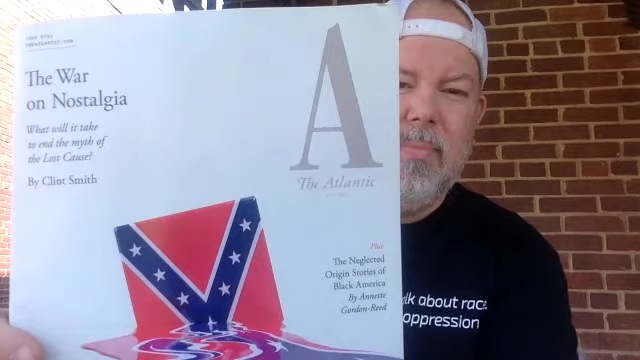 The War
on Nostalgia
What will it take
to end the myth of
the Lost Cause?
By Clint Smith
A
The Atlantic
Plus
The Neglected
Origin Stories of
Black America
By Annette
Gordon-Reed
about race
oppression